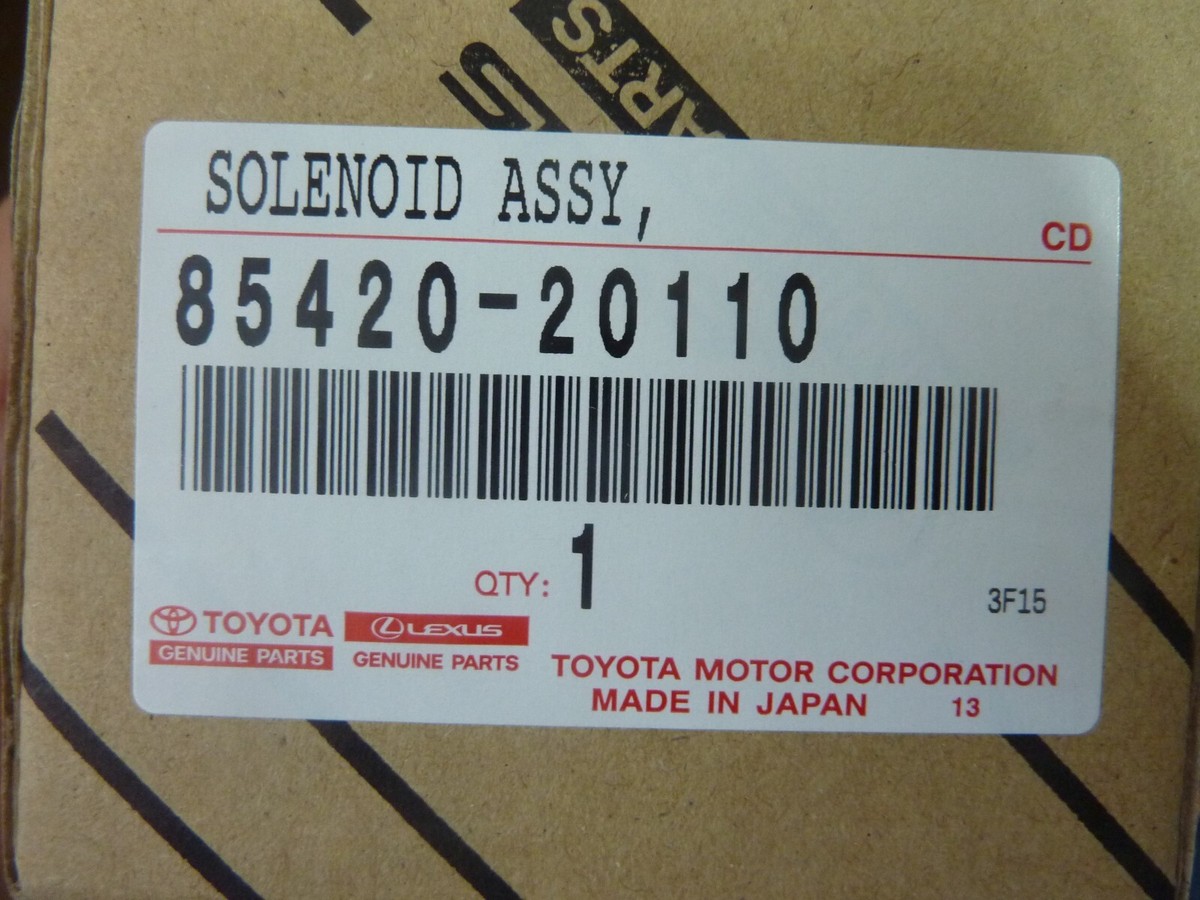 PARTS
SOLENOID ASSY,
CD
85420-20110
QTY: 1
3F15
TOYOTA
GENUINE PARTS
LEXUS
GENUINE PARTS
TOYOTA MOTOR CORPORATION
MADE IN JAPAN 13